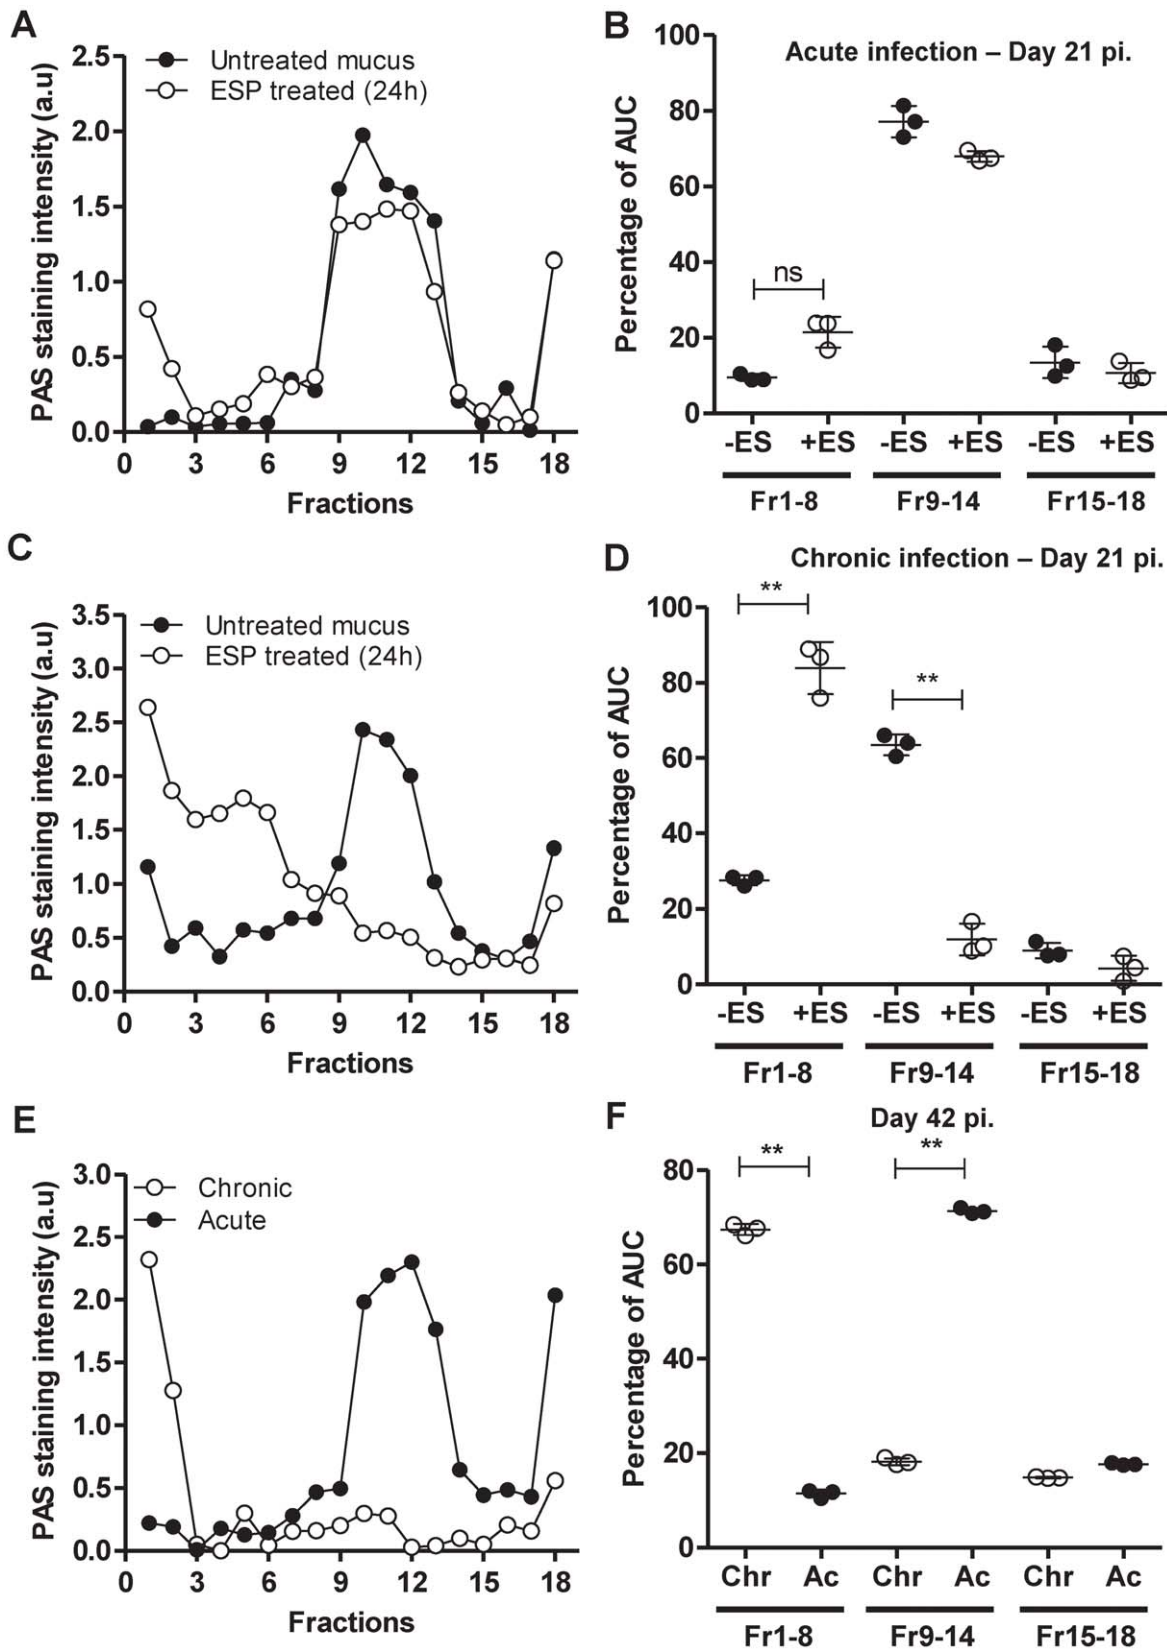 A
PAS staining intensity (a.u)
2.5
2.0
1.5
1.0
0.5
0.0
Untreated mucus
ESP treated (24h)
0 3 6 9 12 15 18
Fractions
B
Acute infection – Day 21 pi.
Percentage of AUC
100
80
60
40
20
0
ns
-ES +ES -ES +ES -ES +ES
Fr1-8 Fr9-14 Fr15-18
C
PAS staining intensity (a.u)
3.5
3.0
2.5
2.0
1.5
1.0
0.5
0.0
Untreated mucus
ESP treated (24h)
0 3 6 9 12 15 18
Fractions
D
Chronic infection – Day 21 pi.
Percentage of AUC
100
80
60
40
20
0
**
**
-ES +ES -ES +ES -ES +ES
Fr1-8 Fr9-14 Fr15-18
E
PAS staining intensity (a.u)
3.0
2.5
2.0
1.5
1.0
0.5
0.0
Chronic
Acute
0 3 6 9 12 15 18
Fractions
F
Day 42 pi.
Percentage of AUC
80
60
40
20
0
** **
Chr Ac Chr Ac Chr Ac
Fr1-8 Fr9-14 Fr15-18